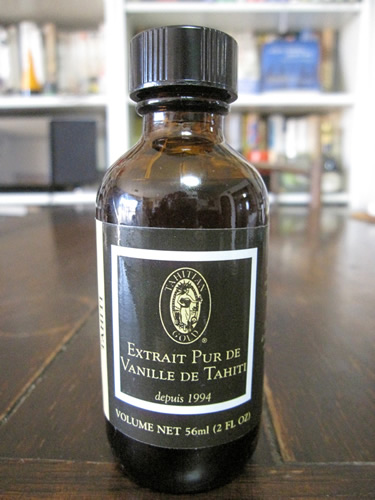 TAHITIAN
GOLD ®
EXTRAIT PUR DE
VANILLE DE TAHITI
depuis 1994
VOLUME NET 56ml (2 FL OZ)